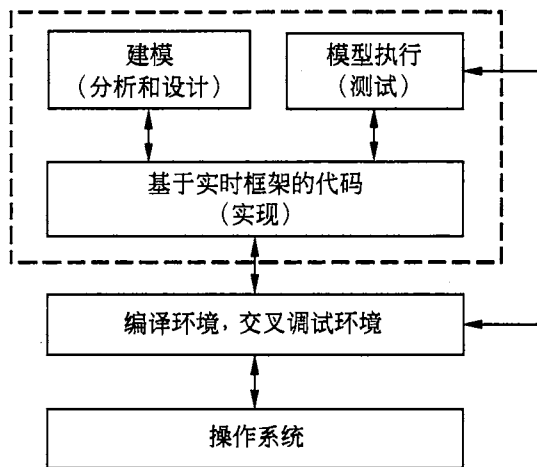 建模
（分析和设计）
模型执行
（测试）
基于实时框架的代码
（实现）
编译环境，交叉调试环境
操作系统